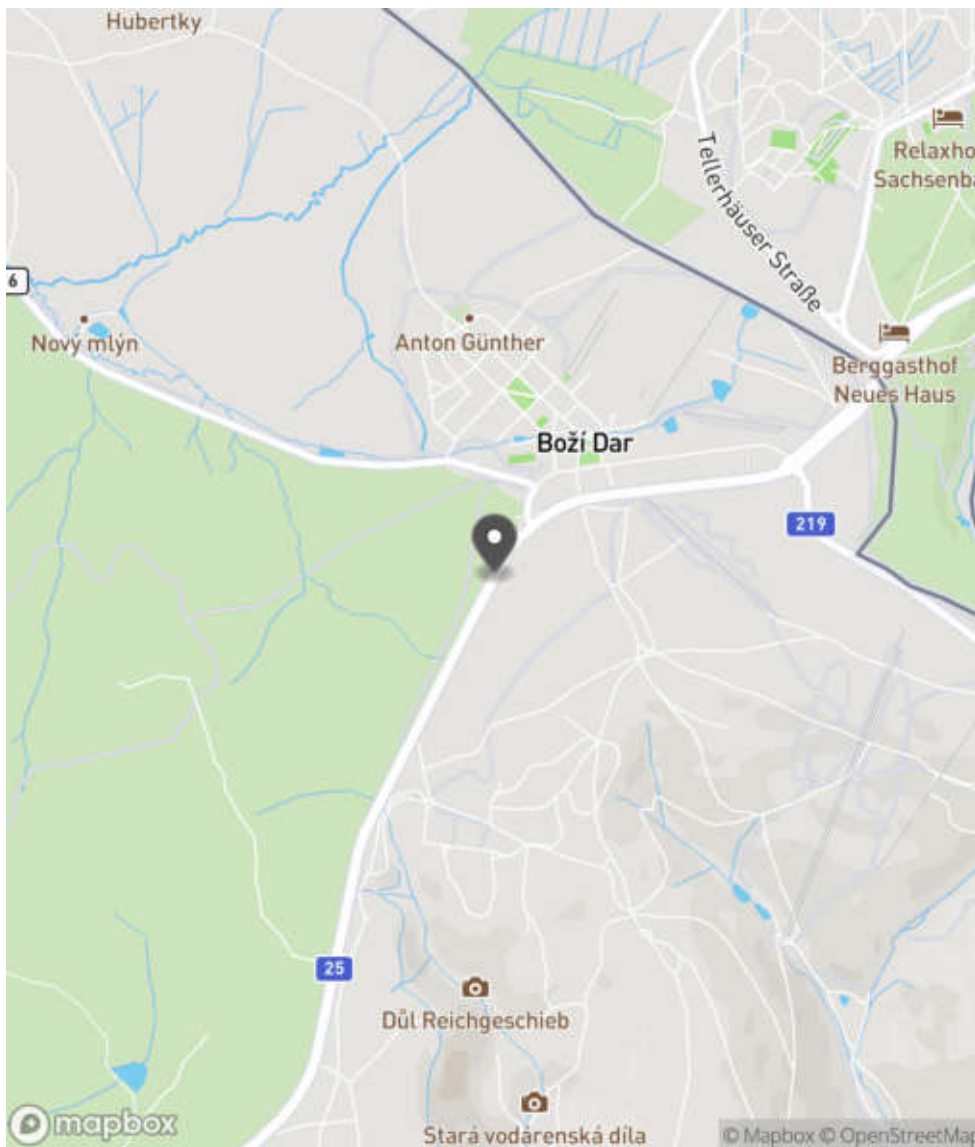 Hubertky
Tellerhäuser Straße
Relaxho
Sachsenba
6
Nový mlýn
Anton Günther
Berggasthof
Neues Haus
Boží Dar
219
25
Důl Reichgeschieb
Stará vodárenská díla
mapbox
© Mapbox © OpenStreetMa